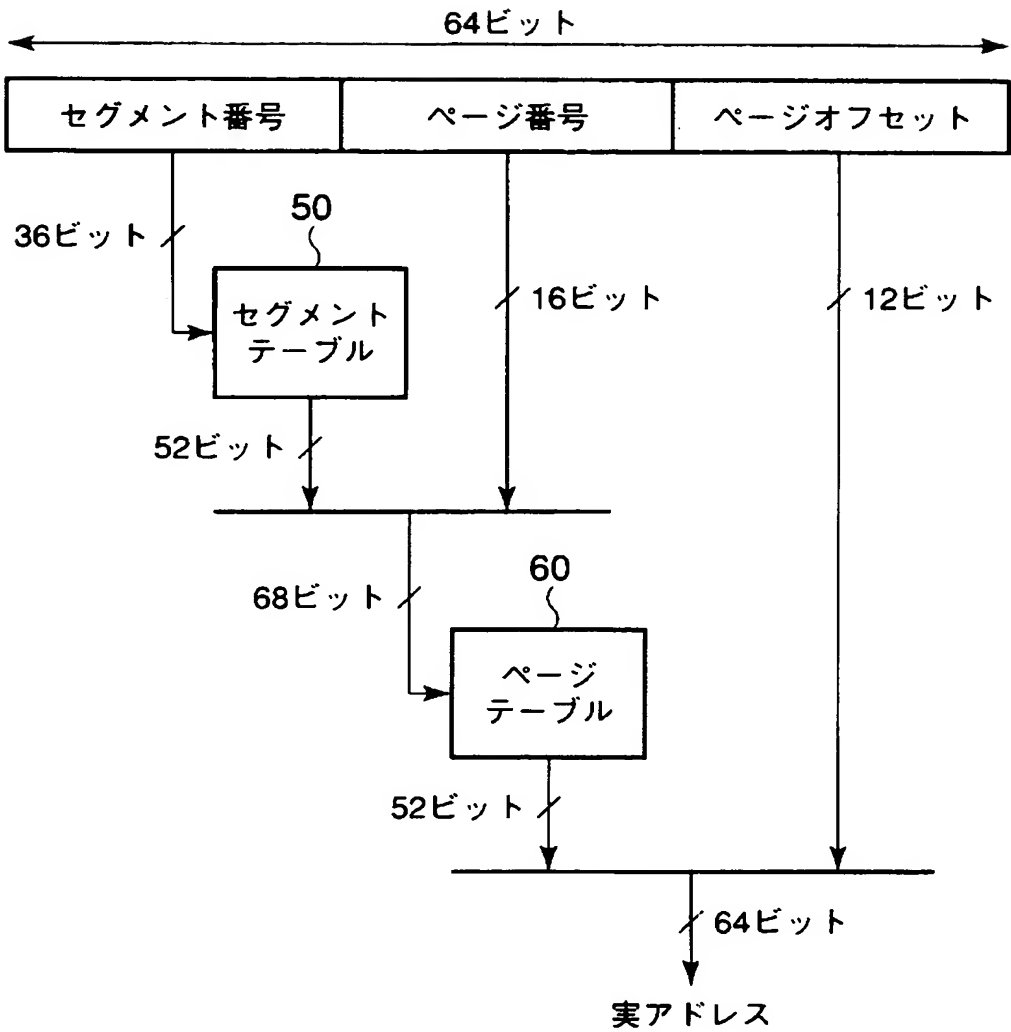 64ビット
セグメント番号
ページ番号
ページオフセット
50
36ビット
16ビット
12ビット
セグメント
テーブル
52ビット
60
68ビット
ページ
テーブル
52ビット
64ビット
実アドレス